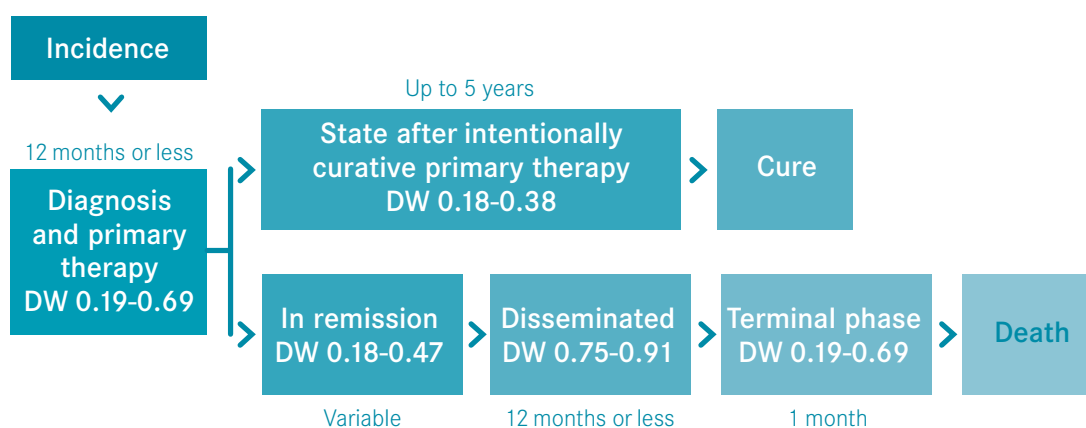 Incidence
12 months or less
Diagnosis
and primary
therapy
DW 0.19-0.69
Up to 5 years
State after intentionally
curative primary therapy
DW 0.18-0.38
Cure
In remission
DW 0.18-0.47
Variable
Disseminated
DW 0.75-0.91
12 months or less
Terminal phase
DW 0.19-0.69
1 month
Death